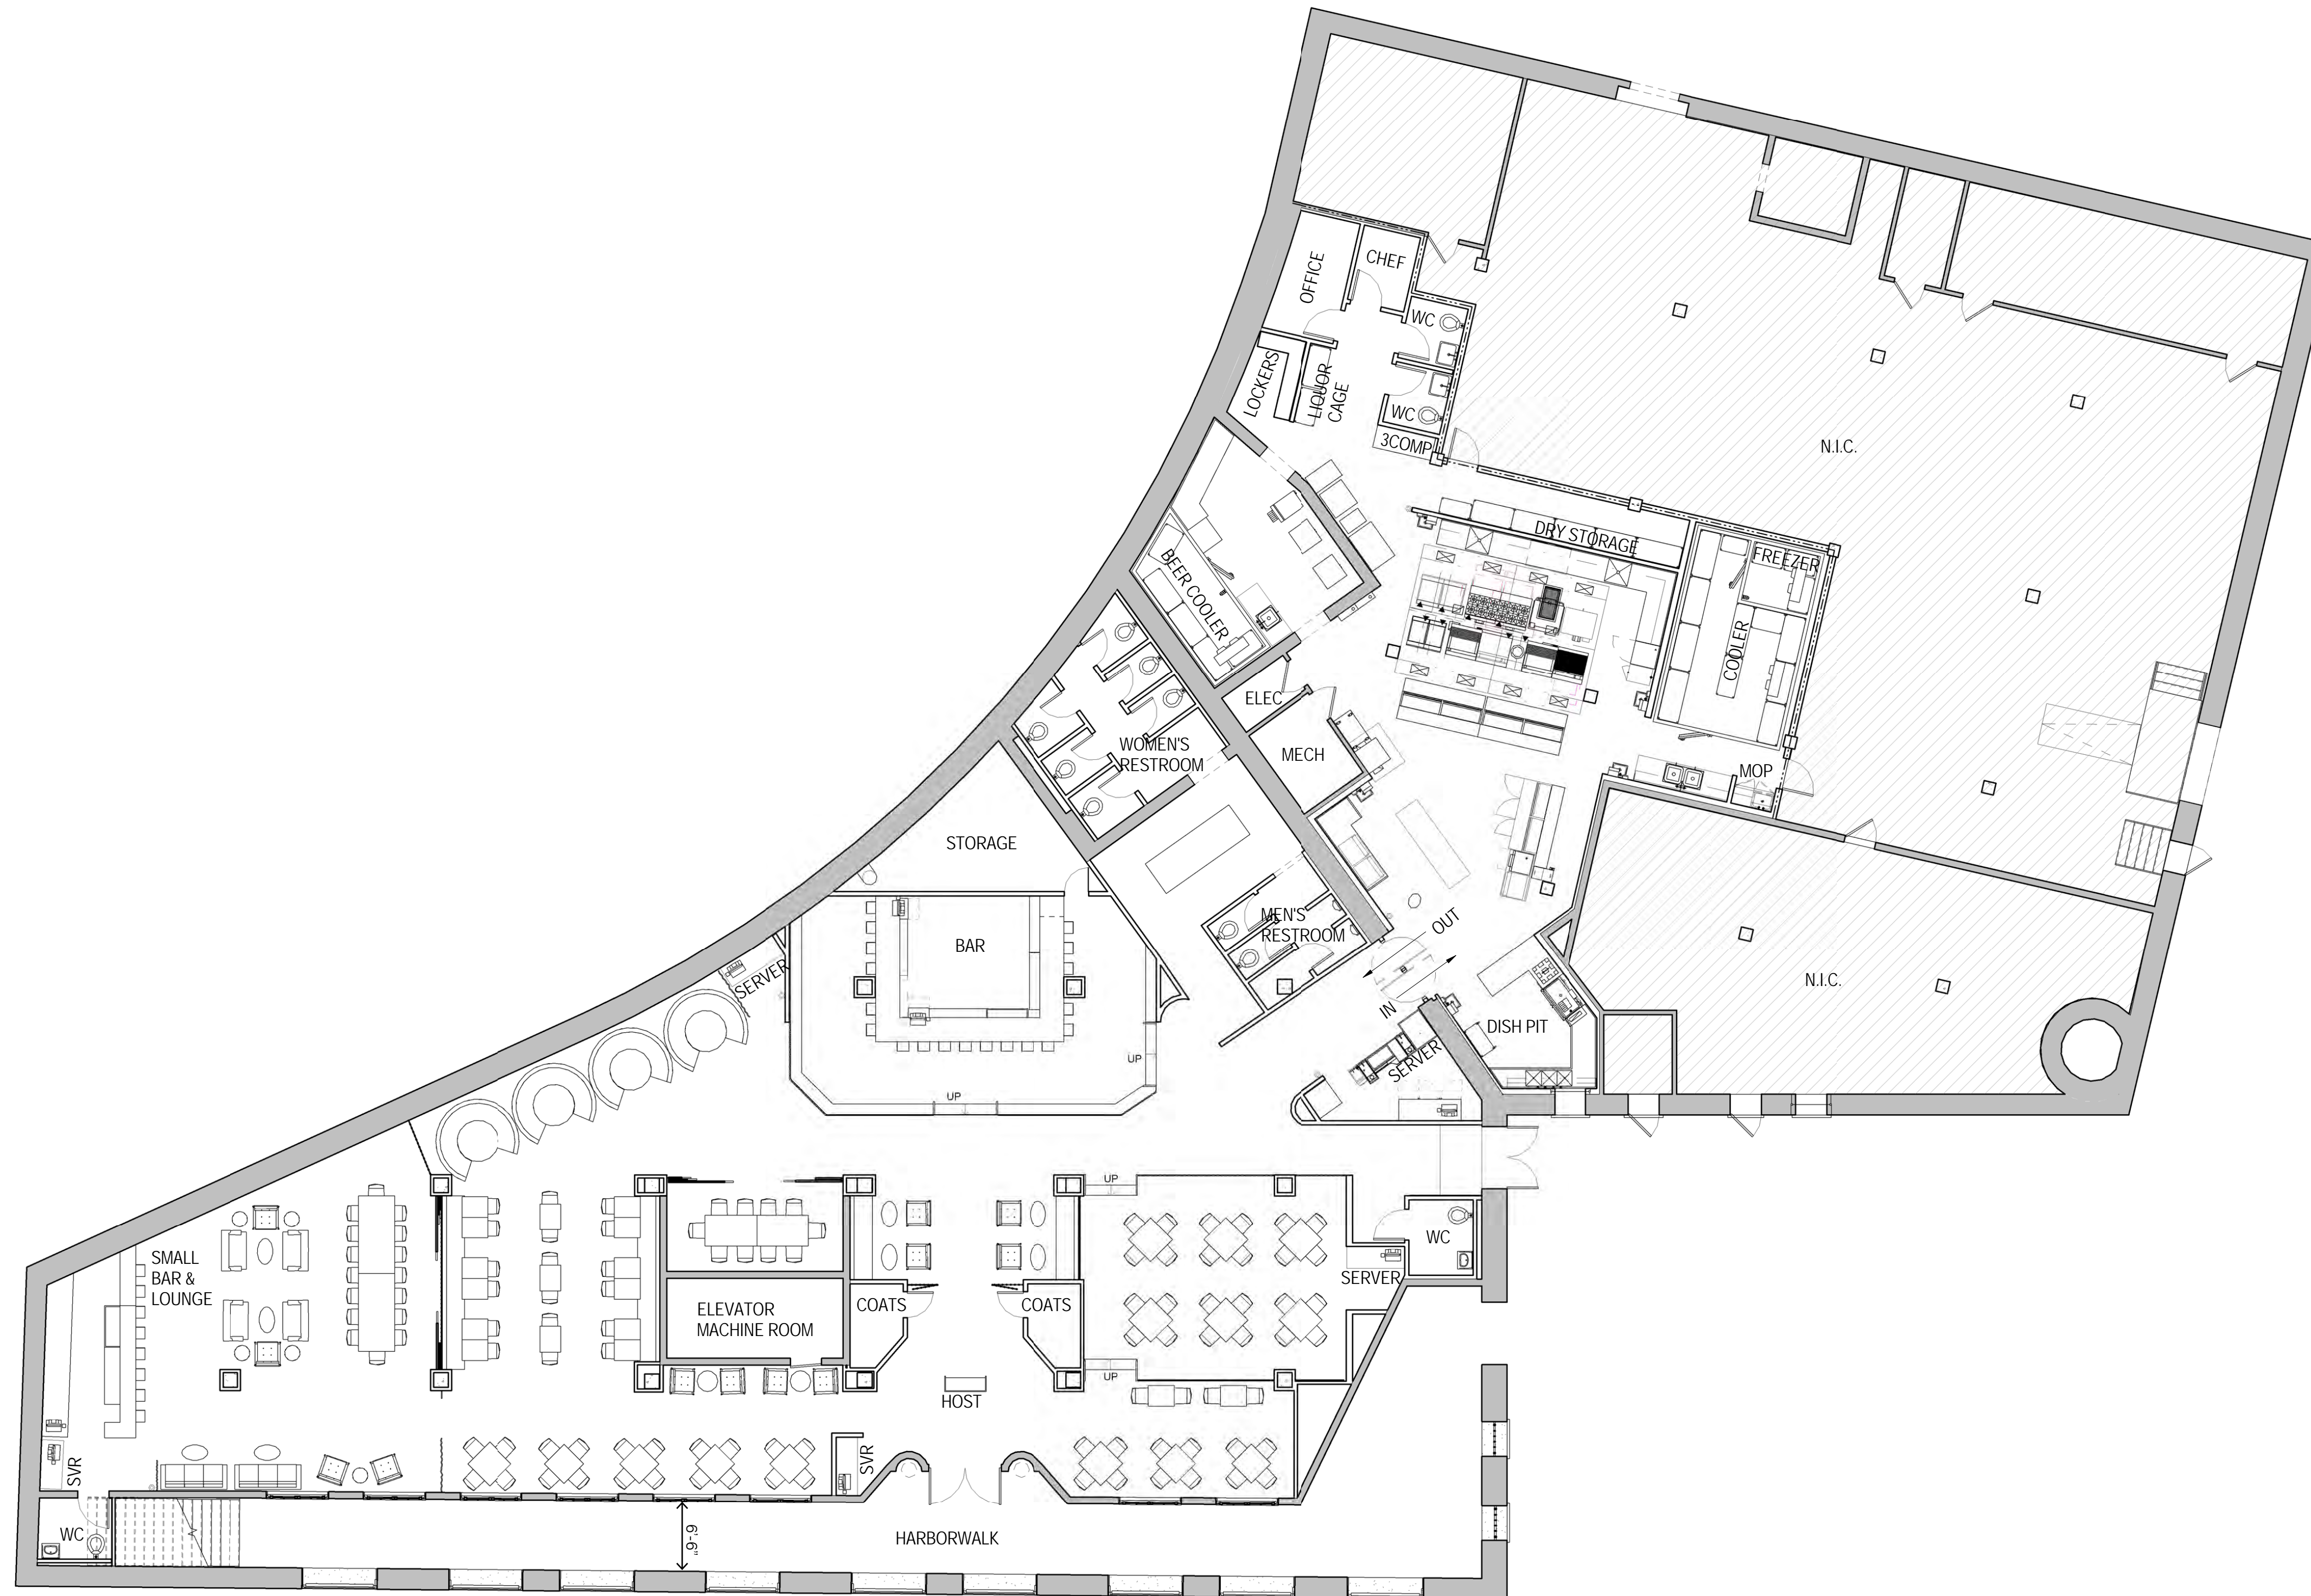 OFFICE
CHEF
WC
LOCKERS
LIQUOR
CAGE
WC
3COMP
N.I.C.
DRY STORAGE
FREEZER
BEER COOLER
COOLER
ELEC
WOMEN'S
RESTROOM
MECH
MOP
STORAGE
MEN'S
RESTROOM
OUT
BAR
SERVER
N.I.C.
IN
DISH PIT
SERVER
UP
UP
UP
SMALL
BAR &
LOUNGE
WC
SERVER
COATS
COATS
ELEVATOR
MACHINE ROOM
UP
HOST
SVR
SVR
WC
9'-6"
HARBORWALK